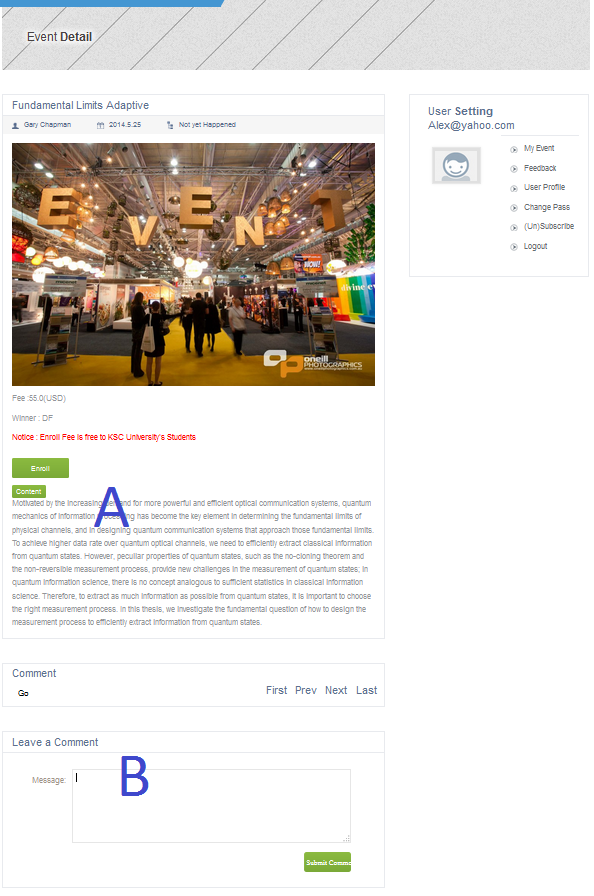 Event Detail
Fundamental Limits Adaptive
Gary Chapman 2014.5.25 Not yet Happened
EVENT
WOW!
divine eve
oneill
PHOTOGRAPHICS
Fee :55.0(USD)
Winner : DF
Notice : Enroll Fee is free to KSC University's Students
Enroll
Content
A
Motivated by the increasing demand for more powerful and efficient optical communication systems, quantum
mechanics of information processing has become the key element in determining the fundamental limits of
physical channels, and in designing quantum communication systems that approach those fundamental limits.
To achieve higher data rate over quantum optical channels, we need to efficiently extract classical information
from quantum states. However, peculiar properties of quantum states, such as the no-cloning theorem and
the non-reversible measurement process, provide new challenges in the measurement of quantum states; in
quantum information science, there is no concept analogous to sufficient statistics in classical information
science. Therefore, to extract as much information as possible from quantum states, it is important to choose
the right measurement process. In this thesis, we investigate the fundamental question of how to design the
measurement process to efficiently extract information from quantum states.
Comment
Go First Prev Next Last
Leave a Comment
B
Message:
Submit Comme
User Setting
Alex@yahoo.com
My Event
Feedback
User Profile
Change Pass
(Un)Subscribe
Logout